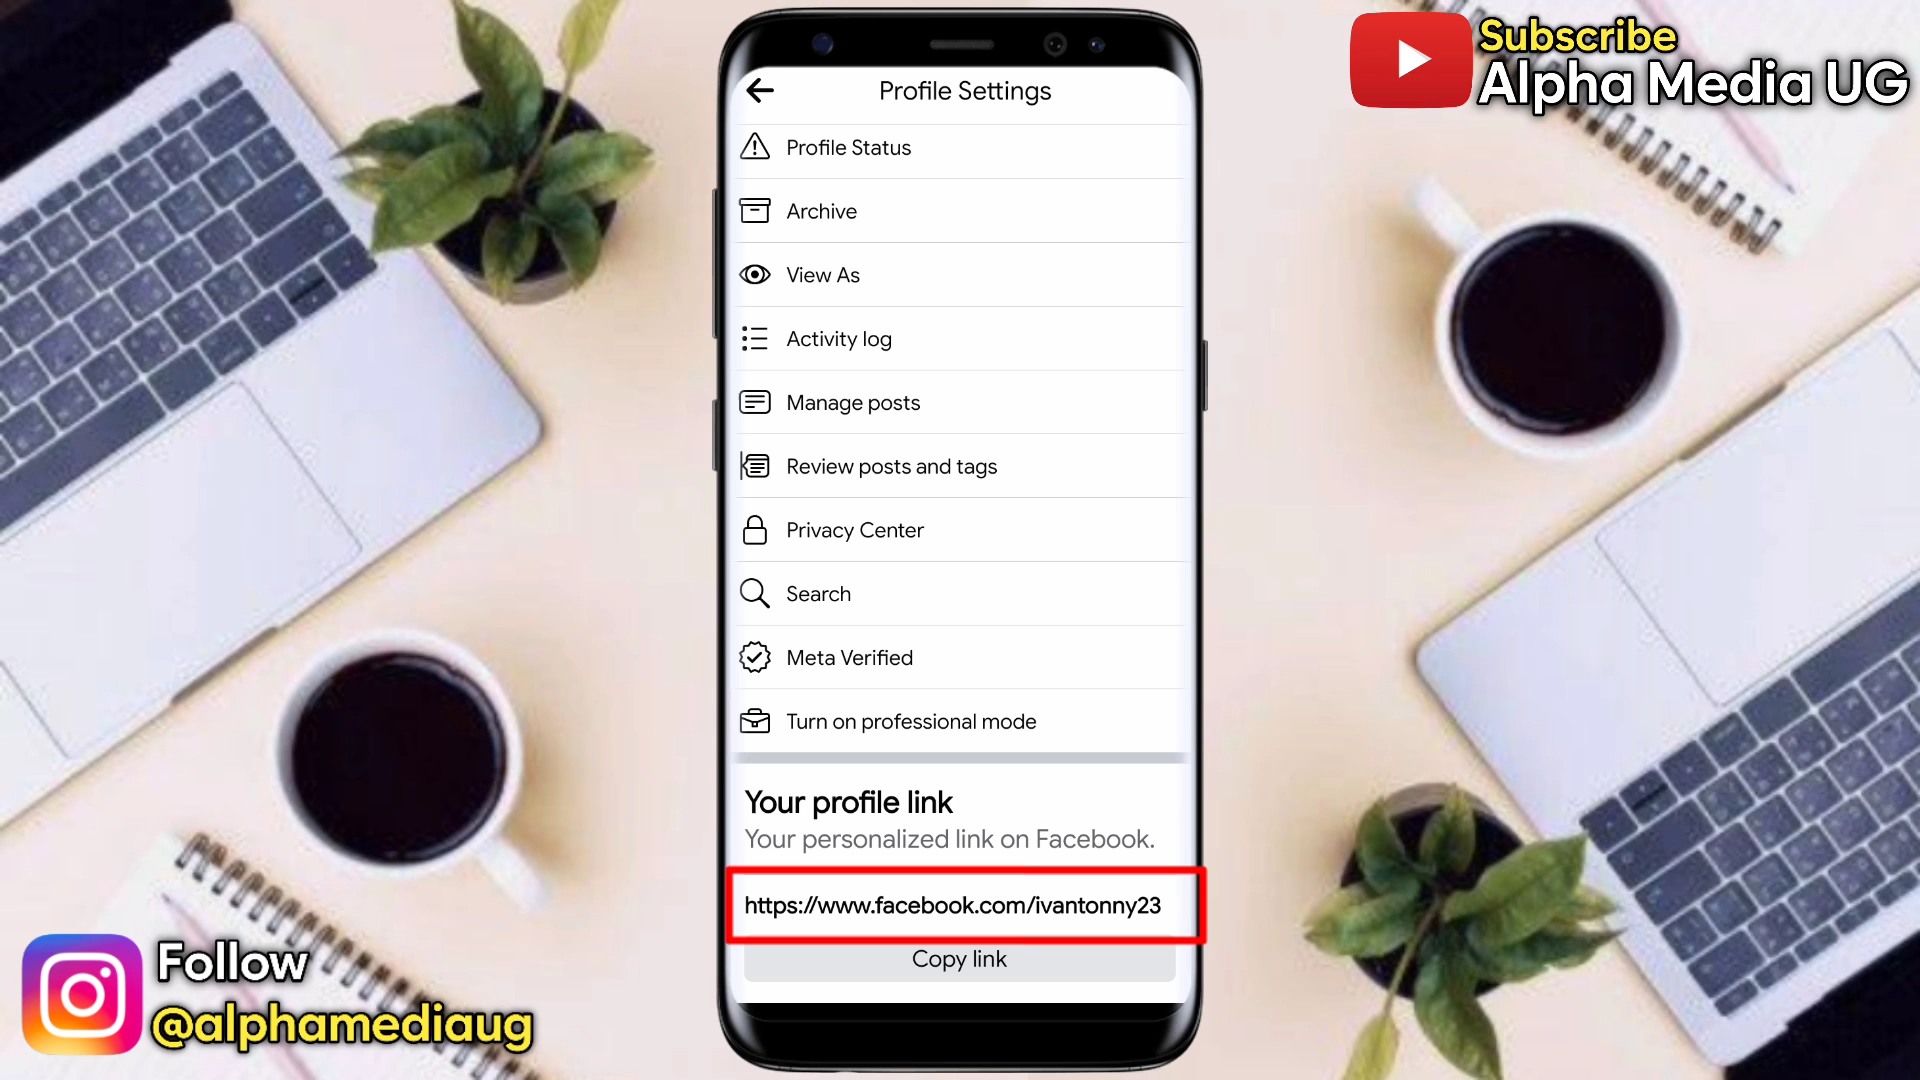 Subscribe
Alpha Media UG
Profile Settings
Profile Status
Archive
View As
Activity log
Manage posts
Review posts and tags
Privacy Center
Search
Meta Verified
Turn on professional mode
Your profile link
Your personalized link on Facebook.
https://www.facebook.com/ivantonny23
Copy link
Follow
@alphamediaug